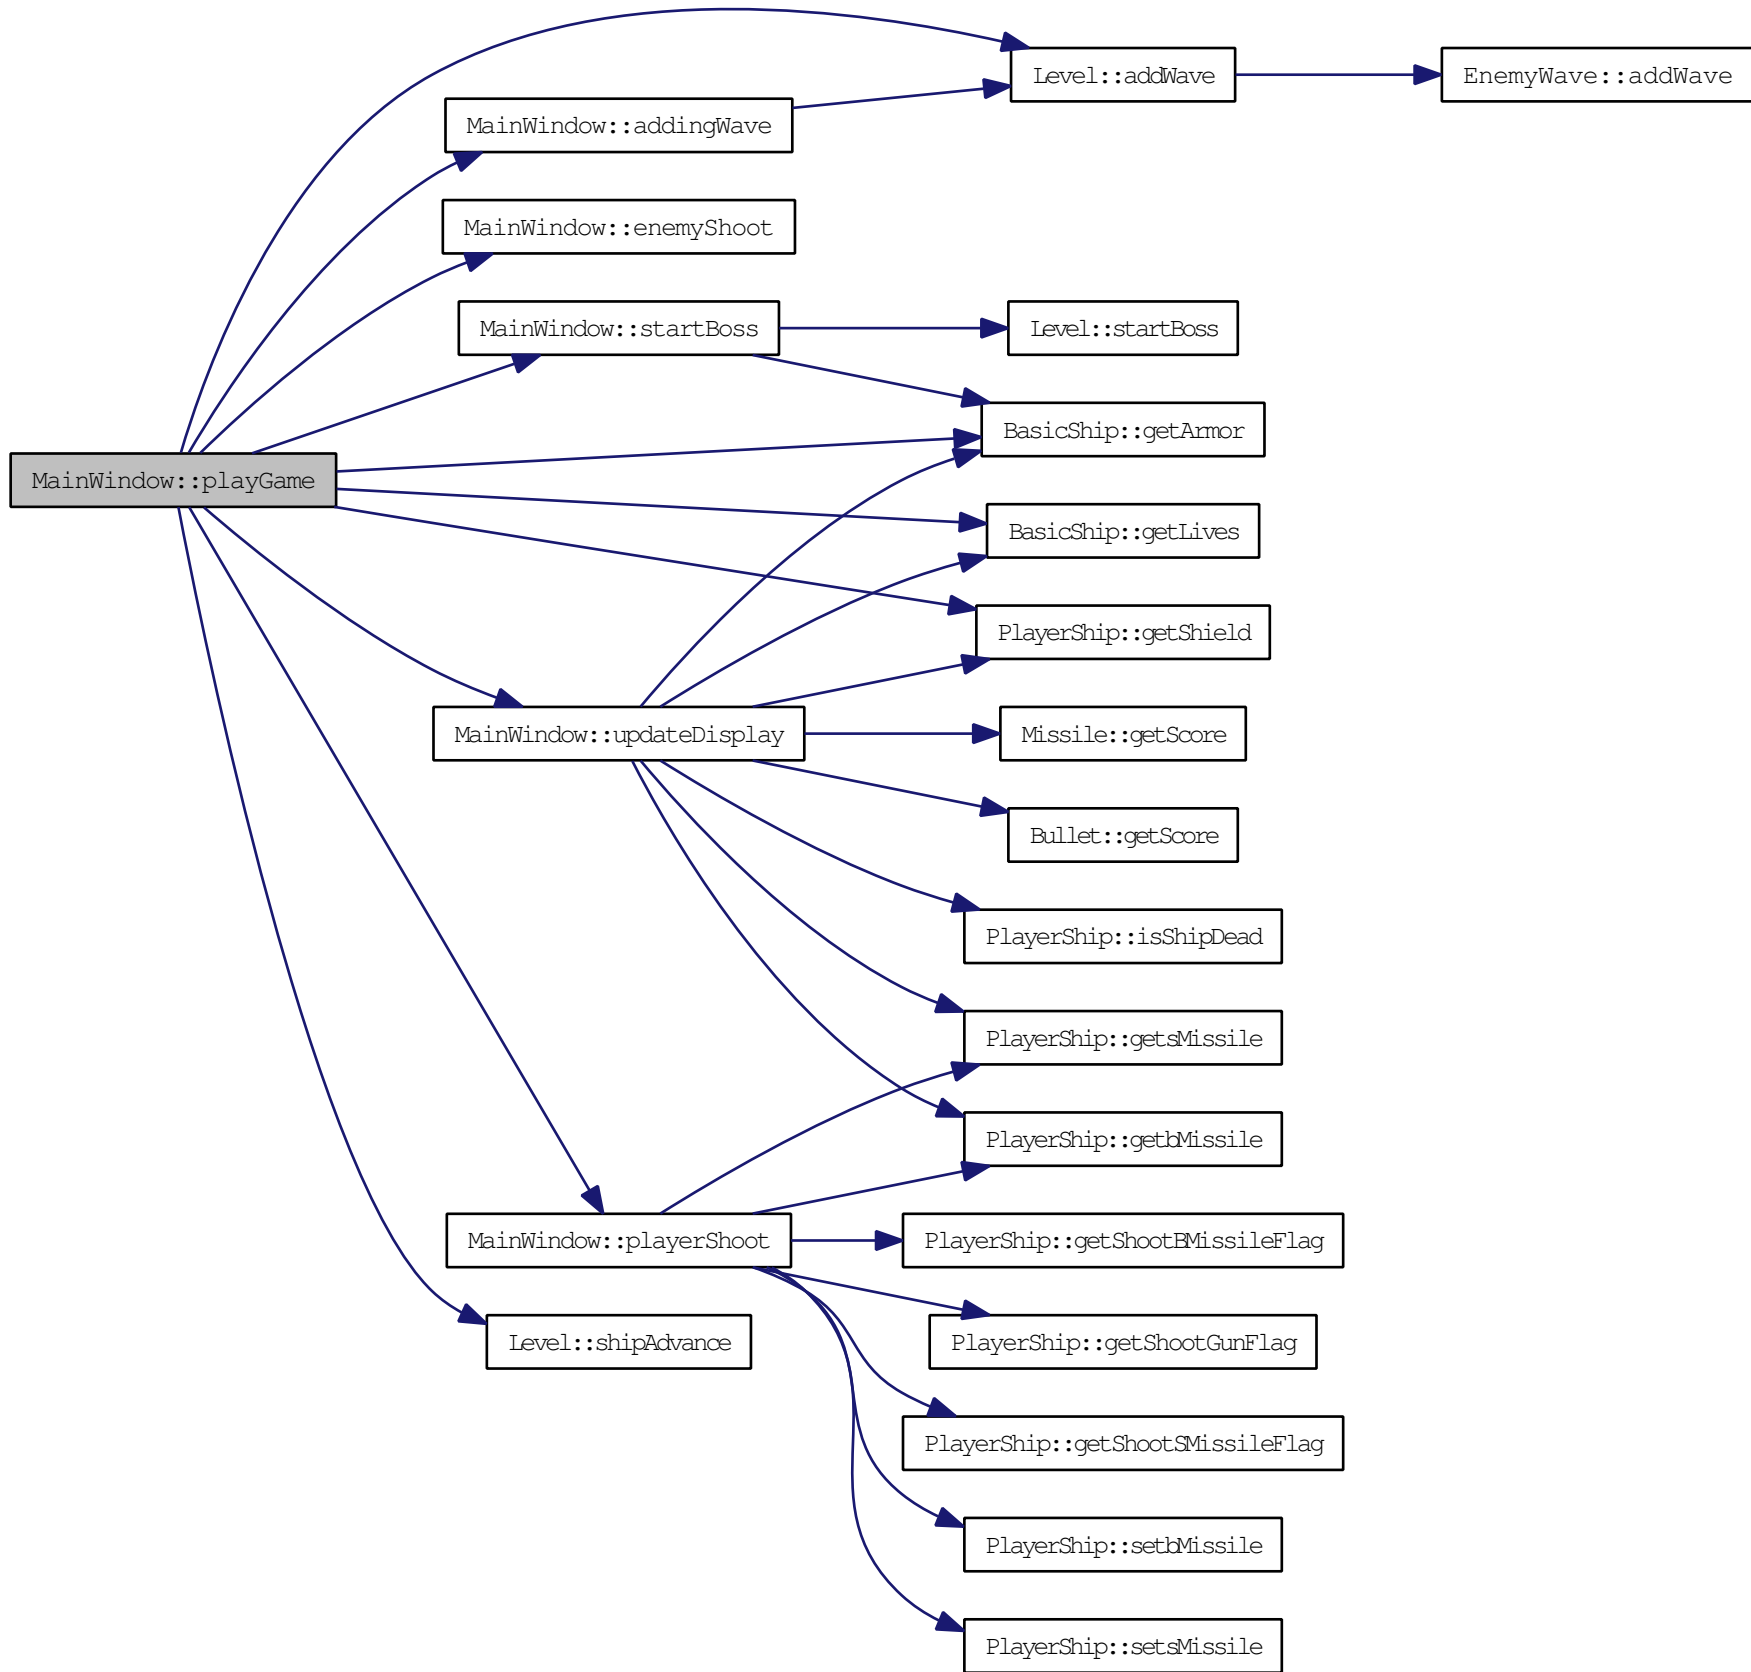 Level::addWave
EnemyWave::addWave
MainWindow::addingWave
MainWindow::enemyShoot
MainWindow::startBoss
Level::startBoss
BasicShip::getArmor
MainWindow::playGame
BasicShip::getLives
PlayerShip::getShield
MainWindow::updateDisplay
Missile::getScore
Bullet::getScore
PlayerShip::isShipDead
PlayerShip::getsMissile
PlayerShip::getbMissile
MainWindow::playerShoot
PlayerShip::getShootBMissileFlag
Level::shipAdvance
PlayerShip::getShootGunFlag
PlayerShip::getShootSMissileFlag
PlayerShip::setbMissile
PlayerShip::setsMissile